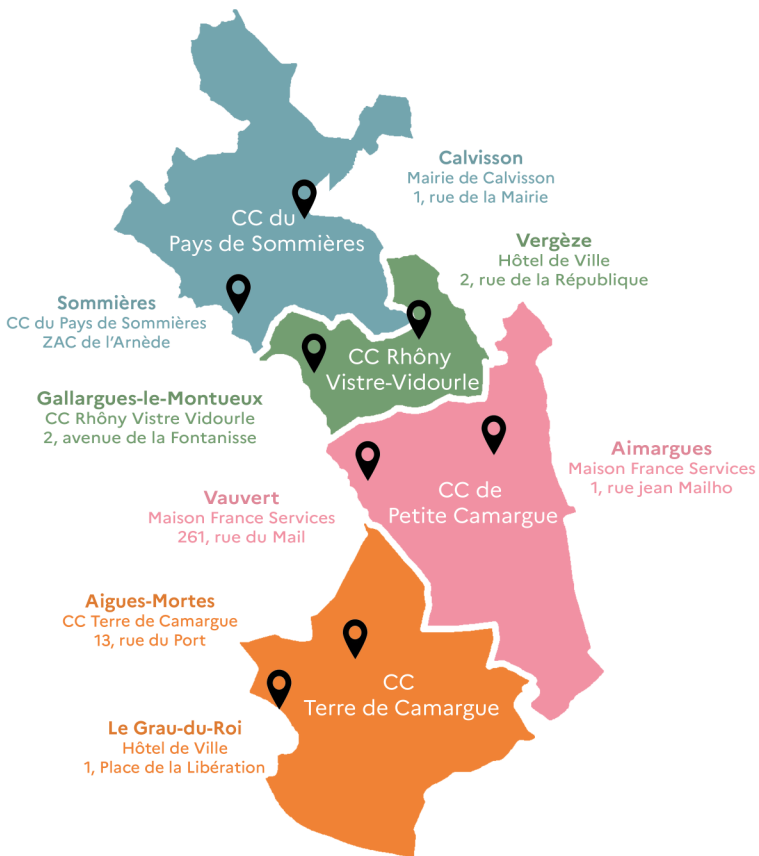 Calvisson
Mairie de Calvisson
1, rue de la Mairie
CC du
Pays de Sommières
Vergèze
Hôtel de Ville
2, rue de la République
Sommières
CC du Pays de Sommières
ZAC de l'Arnède
CC Rhôny
Vistre-Vidourle
Gallargues-le-Montueux
CC Rhôny Vistre Vidourle
2, avenue de la Fontanisse
Aimargues
Maison France Services
1, rue jean Mailho
CC de
Petite Camargue
Vauvert
Maison France Services
261, rue du Mail
Aigues-Mortes
CC Terre de Camargue
13, rue du Port
CC
Terre de Camargue
Le Grau-du-Roi
Hôtel de Ville
1, Place de la Libération